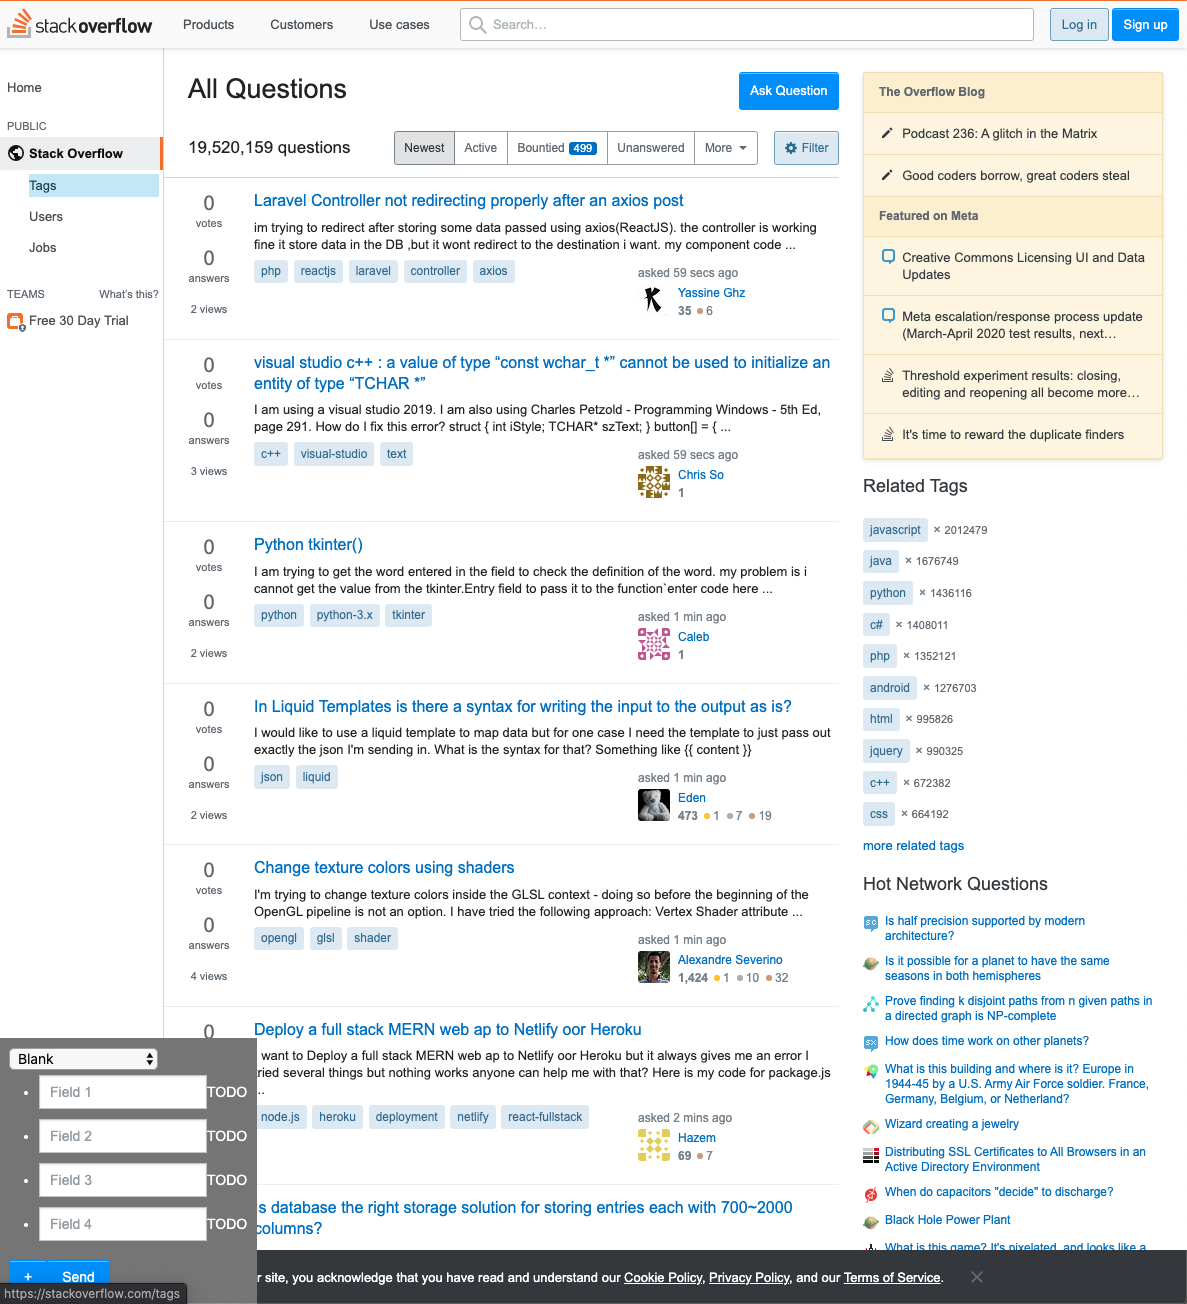 stackoverflow
Products
Customers
Use cases
Search...
Log in
Sign up
Home
PUBLIC
Stack Overflow
Tags
Users
Jobs
TEAMS
What's this?
Free 30 Day Trial
All Questions
Ask Question
19,520,159 questions
Newest
Active
Bountied 499
Unanswered
More
Filter
0
votes
0
answers
2 views
Laravel Controller not redirecting properly after an axios post
im trying to redirect after storing some data passed using axios(ReactJS). the controller is working
fine it store data in the DB ,but it wont redirect to the destination i want. my component code ...
php reactjs laravel controller axios
asked 59 secs ago
Yassine Ghz
35 6
0
votes
0
answers
3 views
visual studio c++ : a value of type “const wchar_t *” cannot be used to initialize an
entity of type “TCHAR *”
I am using a visual studio 2019. I am also using Charles Petzold - Programming Windows - 5th Ed,
page 291. How do I fix this error? struct { int iStyle; TCHAR* szText; } button[] = { ...
c++ visual-studio text
asked 59 secs ago
Chris So
1
0
votes
0
answers
2 views
Python tkinter()
I am trying to get the word entered in the field to check the definition of the word. my problem is i
cannot get the value from the tkinter.Entry field to pass it to the function`enter code here ...
python python-3.x tkinter
asked 1 min ago
Caleb
1
0
votes
0
answers
2 views
In Liquid Templates is there a syntax for writing the input to the output as is?
I would like to use a liquid template to map data but for one case I need the template to just pass out
exactly the json I'm sending in. What is the syntax for that? Something like {{ content }}
json liquid
asked 1 min ago
Eden
473 1 7 19
0
votes
0
answers
4 views
Change texture colors using shaders
I'm trying to change texture colors inside the GLSL context - doing so before the beginning of the
OpenGL pipeline is not an option. I have tried the following approach: Vertex Shader attribute ...
opengl glsl shader
asked 1 min ago
Alexandre Severino
1,424 1 10 32
0
Deploy a full stack MERN web ap to Netlify oor Heroku
want to Deploy a full stack MERN web ap to Netlify oor Heroku but it always gives me an error I
ried several things but nothing works anyone can help me with that? Here is my code for package.js
..
node.js heroku deployment netlify react-fullstack
asked 2 mins ago
Hazem
69 7
s database the right storage solution for storing entries each with 700~2000
columns?
The Overflow Blog
Podcast 236: A glitch in the Matrix
Good coders borrow, great coders steal
Featured on Meta
Creative Commons Licensing UI and Data
Updates
Meta escalation/response process update
(March-April 2020 test results, next…
Threshold experiment results: closing,
editing and reopening all become more…
It's time to reward the duplicate finders
Related Tags
javascript × 2012479
java × 1676749
python × 1436116
c# × 1408011
php × 1352121
android × 1276703
html × 995826
jquery × 990325
c++ × 672382
css × 664192
more related tags
Hot Network Questions
Is half precision supported by modern
architecture?
Is it possible for a planet to have the same
seasons in both hemispheres
Prove finding k disjoint paths from n given paths in
a directed graph is NP-complete
How does time work on other planets?
What is this building and where is it? Europe in
1944-45 by a U.S. Army Air Force soldier. France,
Germany, Belgium, or Netherland?
Wizard creating a jewelry
Distributing SSL Certificates to All Browsers in an
Active Directory Environment
When do capacitors "decide" to discharge?
Black Hole Power Plant
What is this game? It's pixelated, and looks like a
Blank
Field 1 TODO
Field 2 TODO
Field 3 TODO
Field 4 TODO
+ Send
r site, you acknowledge that you have read and understand our Cookie Policy, Privacy Policy, and our Terms of Service.
https://stackoverflow.com/tags